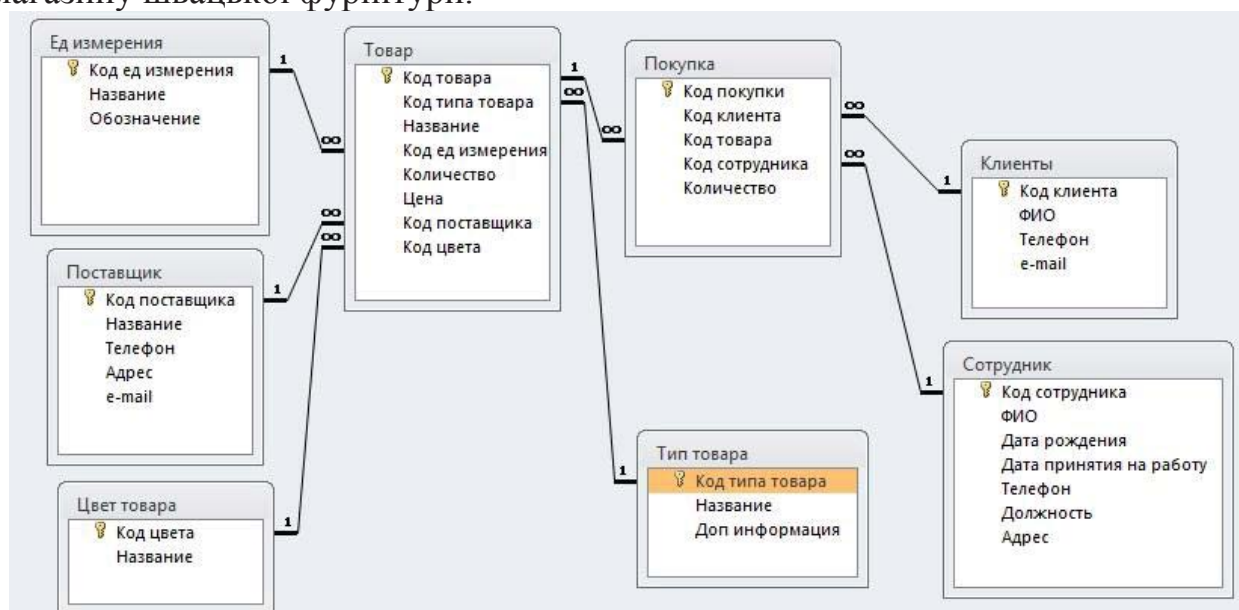 магазину швацької фурнітури.
Ед измерения
Код ед измерения
Название
Обозначение
Товар
Код товара
Код типа товара
Название
Код ед измерения
Количество
Цена
Код поставщика
Код цвета
Покупка
Код покупки
Код клиента
Код товара
Код сотрудника
Количество
Клиенты
Код клиента
ФИО
Телефон
e-mail
Поставщик
Код поставщика
Название
Телефон
Адрес
e-mail
Сотрудник
Код сотрудника
ФИО
Дата рождения
Дата принятия на работу
Телефон
Должность
Адрес
Тип товара
Код типа товара
Название
Доп информация
Цвет товара
Код цвета
Название
1
∞
1
∞
1
∞
1
∞
∞
∞
1
1
1
∞